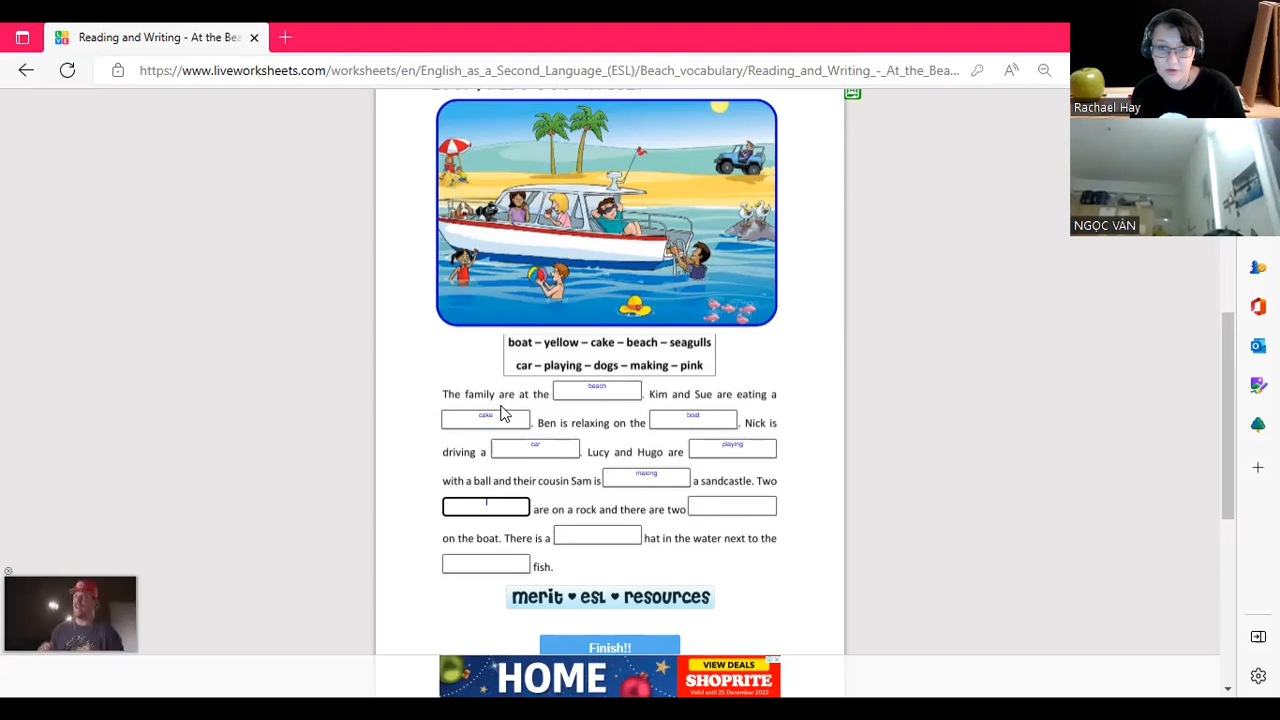 Reading and Writing - At the Bea
https://www.liveworksheets.com/worksheets/en/English_as_a_Second_Language_(ESL)/Beach_vocabulary/Reading_and_Writing_-_At_the_Bea...
Rachael Hay
NGỌC VÂN
boat – yellow – cake – beach – seagulls
car – playing – dogs – making – pink
The family are at the beach . Kim and Sue are eating a
cake . Ben is relaxing on the boat . Nick is
driving a car . Lucy and Hugo are playing
with a ball and their cousin Sam is making a sandcastle. Two
are on a rock and there are two
on the boat. There is a hat in the water next to the
fish.
merit ♥ esl ♥ resources
Finish!!
HOME
VIEW DEALS
SHOPRITE
Valid until 25 December 2022